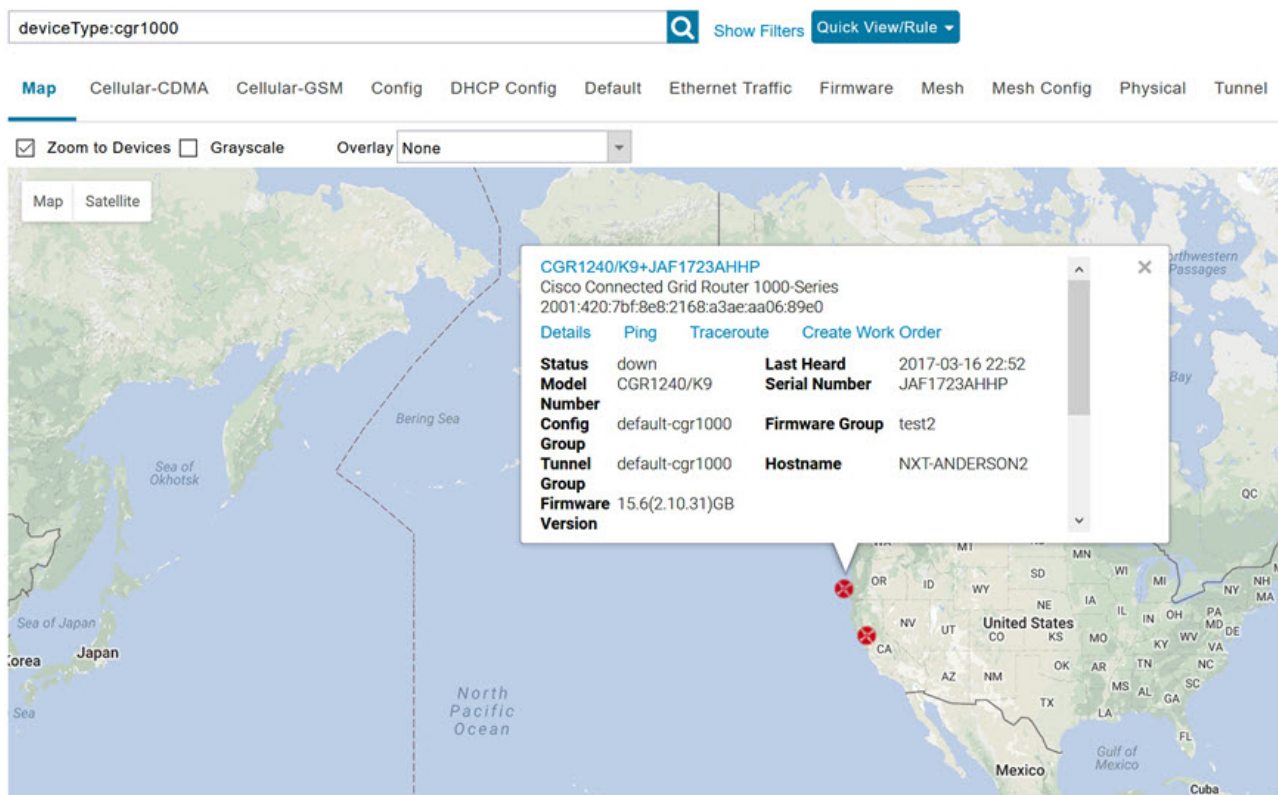 deviceType:cgr1000
Show Filters
Quick View/Rule
Map Cellular-CDMA Cellular-GSM Config DHCP Config Default Ethernet Traffic Firmware Mesh Mesh Config Physical Tunnel
Zoom to Devices Grayscale Overlay None
Map Satellite
CGR1240/K9+JAF1723AHHP
Cisco Connected Grid Router 1000-Series
2001:420:7bf:8e8:2168:a3ae:aa06:89e0
Details Ping Traceroute Create Work Order
Status down Last Heard 2017-03-16 22:52
Model Number CGR1240/K9 Serial Number JAF1723AHHP
Config Group default-cgr1000 Firmware Group test2
Tunnel Group default-cgr1000 Hostname NXT-ANDERSON2
Firmware Version 15.6(2.10.31)GB
rthwestern
Passages
Bay
Bering Sea
Sea of
Okhotsk
QC
WA MT MN
OR ID WY SD WI MI NY NH
MA
NE IA IL IN OH PA
NV UT United States MD DE
CO KS MO KY WV VA
CA
AZ NM OK AR TN NC
MS AL GA SC
TX LA
FL
Sea of Japan
orea Japan
Sea
North
Pacific
Ocean
Gulf of
Mexico
Mexico
Cuba